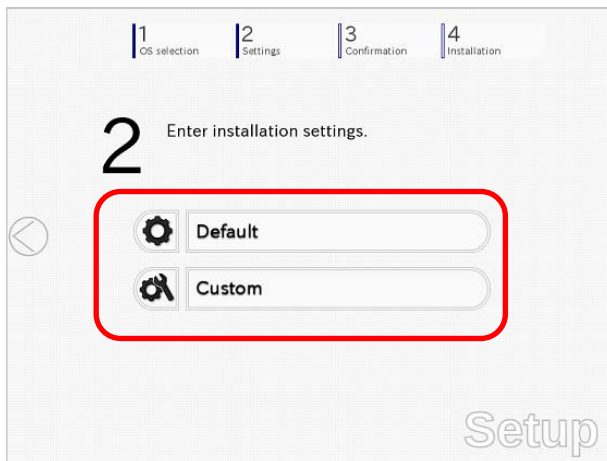 1 2 3 4
OS selection Settings Confirmation Installation
2 Enter installation settings.
Default
Custom
Setup